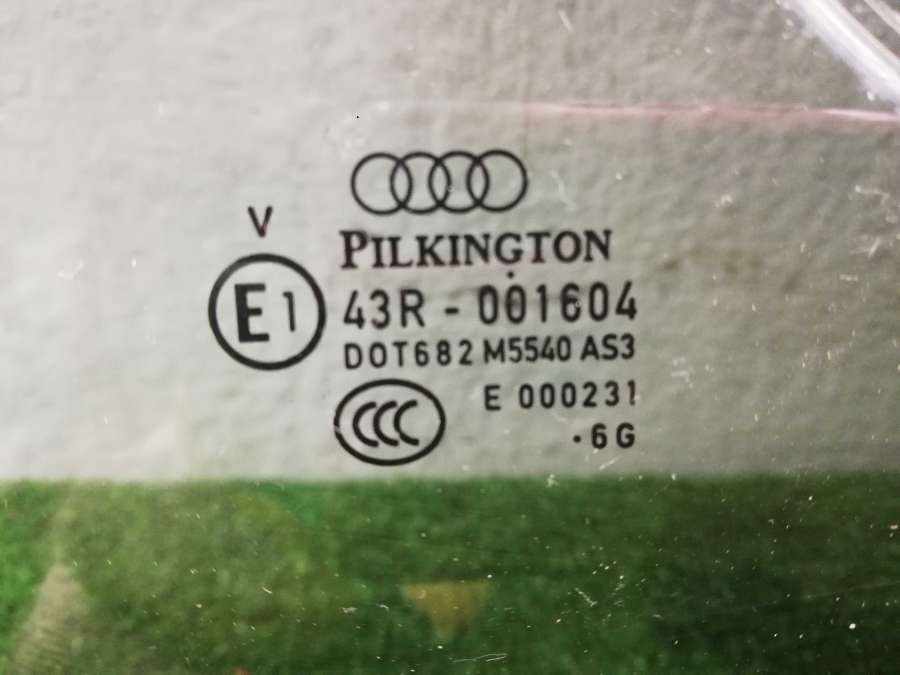 V
PILKINGTON
E1
43R - 001604
DOT682 M5540 AS3
CCC
E 000231
·6G